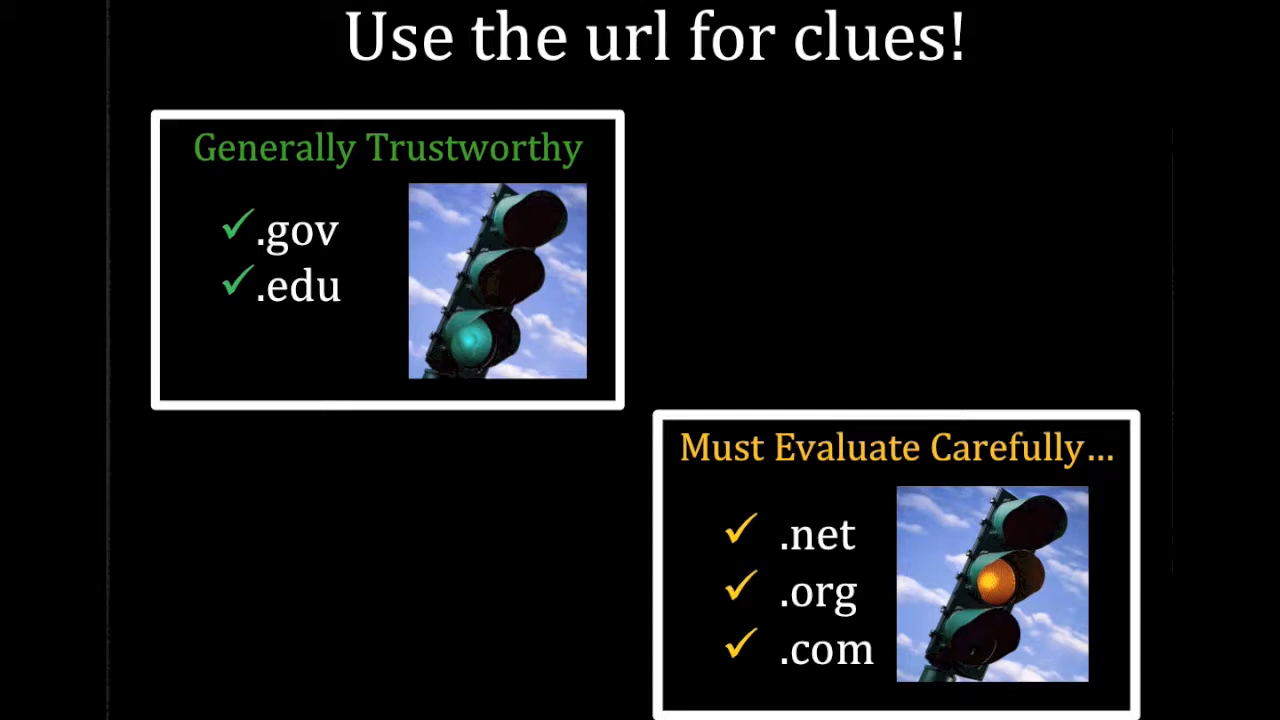 Use the url for clues!
Generally Trustworthy
.gov
.edu
Must Evaluate Carefully...
.net
.org
.com